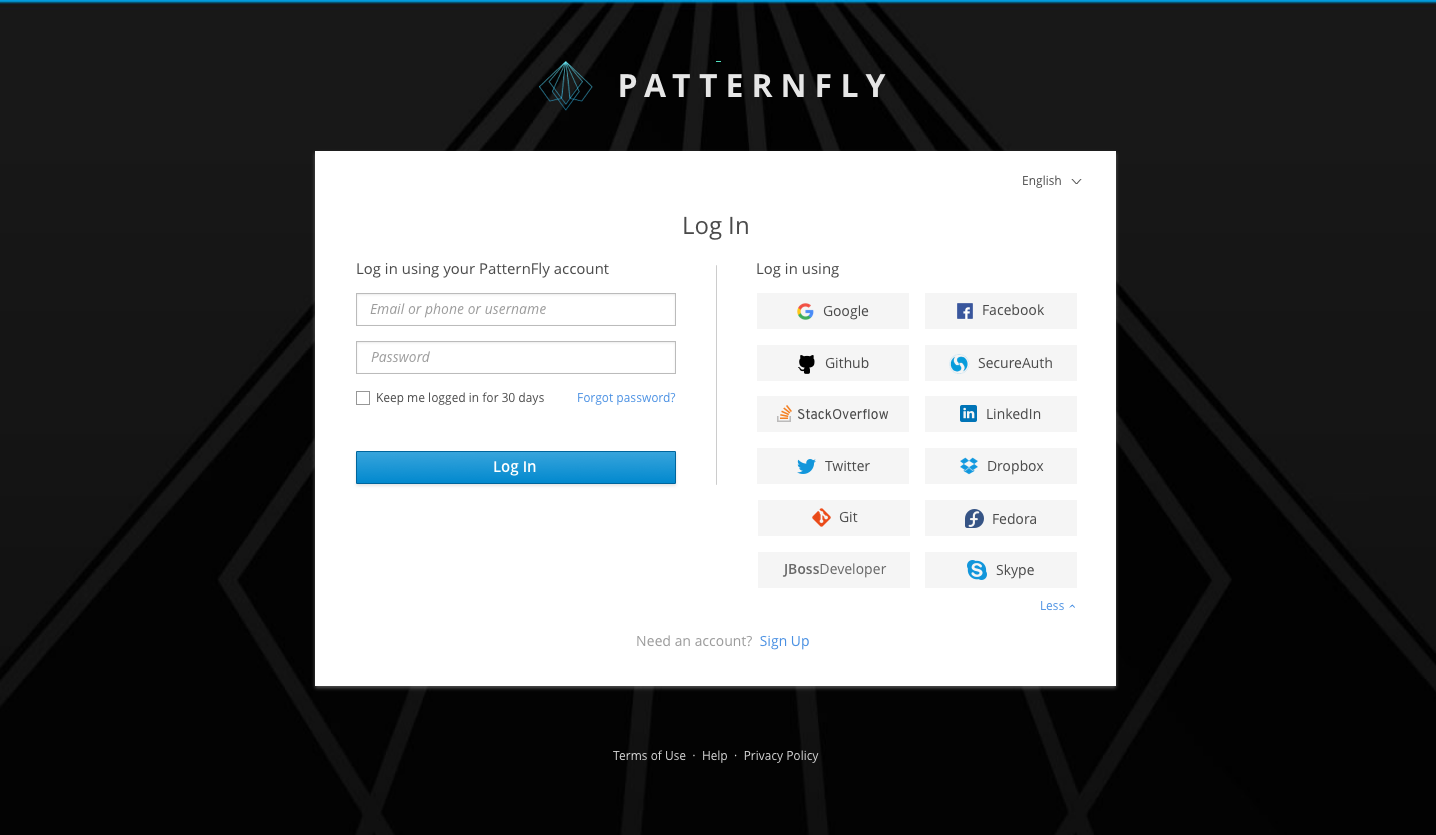 PATTERNFLY
English
Log In
Log in using your PatternFly account
Email or phone or username
Password
Keep me logged in for 30 days
Forgot password?
Log In
Log in using
Google
Facebook
Github
SecureAuth
StackOverflow
LinkedIn
Twitter
Dropbox
Git
Fedora
JBossDeveloper
Skype
Less
Need an account? Sign Up
Terms of Use · Help · Privacy Policy